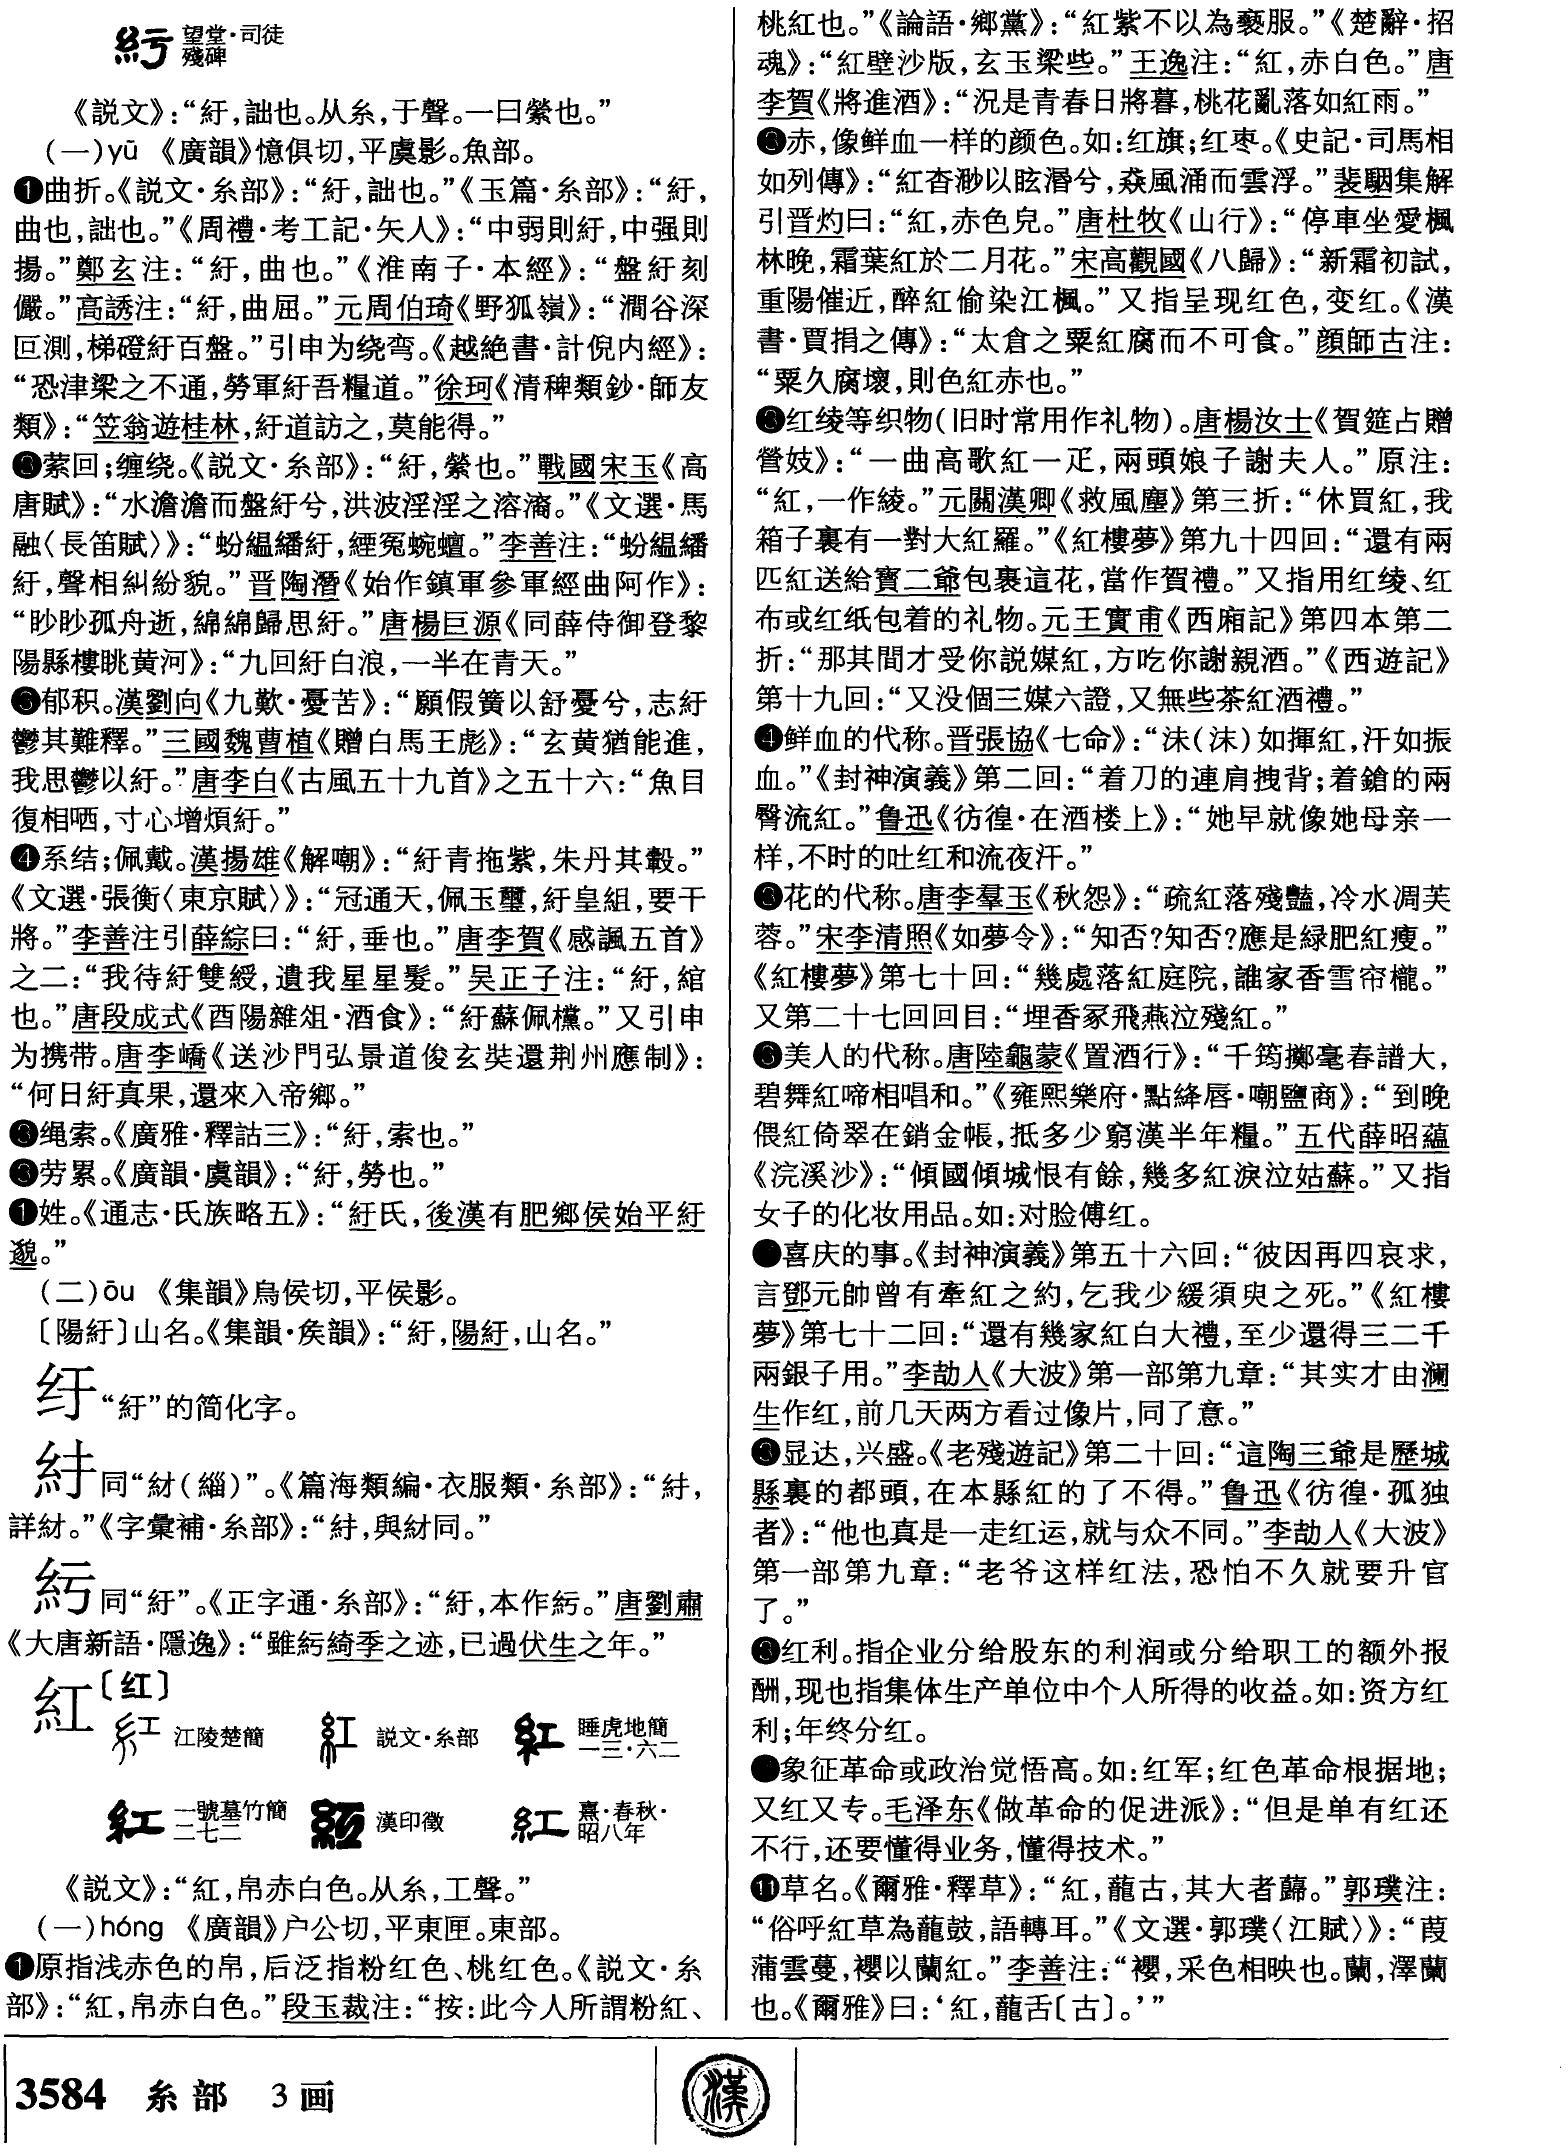 望堂·司徒
殘碑
《説文》：“紆，詘也。从糸，于聲。一曰縈也。”
（一）yū 《廣韻》憶俱切，平虞影。魚部。
❶曲折。《説文·糸部》：“紆，詘也。”《玉篇·糸部》：“紆，
曲也，詘也。”《周禮·考工記·矢人》：“中弱則紆，中强則
揚。”鄭玄注：“紆，曲也。”《淮南子·本經》：“盤紆刻
儼。”高誘注：“紆，曲屈。”元周伯琦《野狐嶺》：“澗谷深
叵測，梯磴紆百盤。”引申为绕弯。《越絶書·計倪内經》：
“恐津梁之不通，勞軍紆吾糧道。”徐珂《清稗類鈔·師友
類》：“笠翁遊桂林，紆道訪之，莫能得。”
❷萦回；缠绕。《説文·糸部》：“紆，縈也。”戰國宋玉《高
唐賦》：“水澹澹而盤紆兮，洪波淫淫之溶㵝。”《文選·馬
融〈長笛賦〉》：“蚡緼繙紆，緸冤蜿蟺。”李善注：“蚡緼繙
紆，聲相糾紛貌。”晋陶潛《始作鎮軍參軍經曲阿作》：
“眇眇孤舟逝，綿綿歸思紆。”唐楊巨源《同薛侍御登黎
陽縣樓眺黄河》：“九回紆白浪，一半在青天。”
❸郁积。漢劉向《九歎·憂苦》：“願假簧以舒憂兮，志紆
鬱其難釋。”三國魏曹植《贈白馬王彪》：“玄黄猶能進，
我思鬱以紆。”唐李白《古風五十九首》之五十六：“魚目
復相哂，寸心增煩紆。”
❹系结；佩戴。漢揚雄《解嘲》：“紆青拖紫，朱丹其轂。”
《文選·張衡〈東京賦〉》：“冠通天，佩玉璽，紆皇組，要干
將。”李善注引薛綜曰：“紆，垂也。”唐李賀《感諷五首》
之二：“我待紆雙綬，遺我星星髮。”吴正子注：“紆，綰
也。”唐段成式《酉陽雜俎·酒食》：“紆蘇佩欓。”又引申
为携带。唐李嶠《送沙門弘景道俊玄奘還荆州應制》：
“何日紆真果，還來入帝鄉。”
❺绳索。《廣雅·釋詁三》：“紆，索也。”
❻劳累。《廣韻·虞韻》：“紆，勞也。”
❼姓。《通志·氏族略五》：“紆氏，後漢有肥鄉侯始平紆
邈。”
（二）ōu 《集韻》烏侯切，平侯影。
〔陽紆〕山名。《集韻·矦韻》：“紆，陽紆，山名。”
纡“紆”的简化字。
紪同“紂（緇）”。《篇海類編·衣服類·糸部》：“紪，
詳紂。”《字彙補·糸部》：“紪，與紂同。”
䊸同“紆”。《正字通·糸部》：“紆，本作䊸。”唐劉肅
《大唐新語·隱逸》：“雖䊸綺季之迹，已過伏生之年。”
紅〔红〕
江陵楚簡 説文·糸部 睡虎地簡
一三·六二
一號墓竹簡
二七二 漢印徵 熹·春秋·
昭八年
《説文》：“紅，帛赤白色。从糸，工聲。”
（一）hóng 《廣韻》户公切，平東匣。東部。
❶原指浅赤色的帛，后泛指粉红色、桃红色。《説文·糸
部》：“紅，帛赤白色。”段玉裁注：“按：此今人所謂粉紅、
桃紅也。”《論語·鄉黨》：“紅紫不以為褻服。”《楚辭·招
魂》：“紅壁沙版，玄玉梁些。”王逸注：“紅，赤白色。”唐
李賀《將進酒》：“況是青春日將暮，桃花亂落如紅雨。”
❷赤，像鲜血一样的颜色。如：红旗；红枣。《史記·司馬相
如列傳》：“紅杳渺以眩湣兮，猋風涌而雲浮。”裴駰集解
引晋灼曰：“紅，赤色皃。”唐杜牧《山行》：“停車坐愛楓
林晚，霜葉紅於二月花。”宋高觀國《八歸》：“新霜初試，
重陽催近，醉紅偷染江楓。”又指呈现红色，变红。《漢
書·賈捐之傳》：“太倉之粟紅腐而不可食。”顔師古注：
“粟久腐壞，則色紅赤也。”
❸红绫等织物（旧时常用作礼物）。唐楊汝士《賀筵占贈
營妓》：“一曲高歌紅一疋，兩頭娘子謝夫人。”原注：
“紅，一作綾。”元關漢卿《救風塵》第三折：“休買紅，我
箱子裏有一對大紅羅。”《紅樓夢》第九十四回：“還有兩
匹紅送給寶二爺包裹這花，當作賀禮。”又指用红绫、红
布或红纸包着的礼物。元王實甫《西廂記》第四本第二
折：“那其間才受你説媒紅，方吃你謝親酒。”《西遊記》
第十九回：“又没個三媒六證，又無些茶紅酒禮。”
❹鲜血的代称。晋張協《七命》：“沬（沫）如揮紅，汗如振
血。”《封神演義》第二回：“着刀的連肩拽背；着鎗的兩
臀流紅。”鲁迅《彷徨·在酒楼上》：“她早就像她母亲一
样，不时的吐红和流夜汗。”
❺花的代称。唐李羣玉《秋怨》：“疏紅落殘豔，冷水凋芙
蓉。”宋李清照《如夢令》：“知否？知否？應是緑肥紅瘦。”
《紅樓夢》第七十回：“幾處落紅庭院，誰家香雪帘櫳。”
又第二十七回回目：“埋香冢飛燕泣殘紅。”
❻美人的代称。唐陸龜蒙《置酒行》：“千筠擲毫春譜大，
碧舞紅啼相唱和。”《雍熙樂府·點絳唇·嘲鹽商》：“到晚
偎紅倚翠在銷金帳，抵多少窮漢半年糧。”五代薛昭藴
《浣溪沙》：“傾國傾城恨有餘，幾多紅淚泣姑蘇。”又指
女子的化妆用品。如：对脸傅红。
❼喜庆的事。《封神演義》第五十六回：“彼因再四哀求，
言鄧元帥曾有牽紅之約，乞我少緩須臾之死。”《紅樓
夢》第七十二回：“還有幾家紅白大禮，至少還得三二千
兩銀子用。”李劼人《大波》第一部第九章：“其实才由澜
生作红，前几天两方看过像片，同了意。”
❽显达，兴盛。《老殘遊記》第二十回：“這陶三爺是歷城
縣裏的都頭，在本縣紅的了不得。”鲁迅《彷徨·孤独
者》：“他也真是一走红运，就与众不同。”李劼人《大波》
第一部第九章：“老爷这样红法，恐怕不久就要升官
了。”
❾红利。指企业分给股东的利润或分给职工的额外报
酬，现也指集体生产单位中个人所得的收益。如：资方红
利；年终分红。
❿象征革命或政治觉悟高。如：红军；红色革命根据地；
又红又专。毛泽东《做革命的促进派》：“但是单有红还
不行，还要懂得业务，懂得技术。”
⓫草名。《爾雅·釋草》：“紅，蘢古，其大者蘬。”郭璞注：
“俗呼紅草為蘢鼓，語轉耳。”《文選·郭璞〈江賦〉》：“葭
蒲雲蔓，櫻以蘭紅。”李善注：“櫻，采色相映也。蘭，澤蘭
也。《爾雅》曰：‘紅，蘢舌〔古〕。’”
3584 糸部 3画
漢